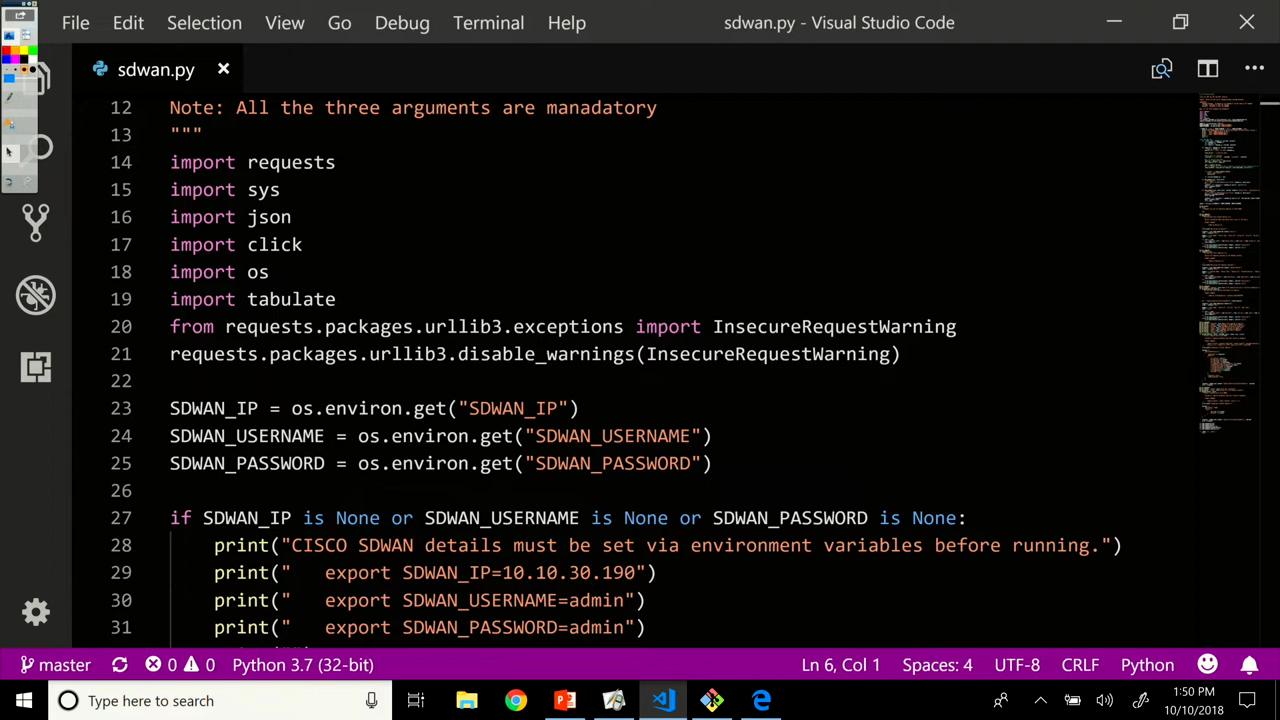 File Edit Selection View Go Debug Terminal Help sdwan.py - Visual Studio Code
sdwan.py
12 Note: All the three arguments are manadatory
13 """
14 import requests
15 import sys
16 import json
17 import click
18 import os
19 import tabulate
20 from requests.packages.urllib3.exceptions import InsecureRequestWarning
21 requests.packages.urllib3.disable_warnings(InsecureRequestWarning)
22
23 SDWAN_IP = os.environ.get("SDWAN_IP")
24 SDWAN_USERNAME = os.environ.get("SDWAN_USERNAME")
25 SDWAN_PASSWORD = os.environ.get("SDWAN_PASSWORD")
26
27 if SDWAN_IP is None or SDWAN_USERNAME is None or SDWAN_PASSWORD is None:
28 print("CISCO SDWAN details must be set via environment variables before running.")
29 print("   export SDWAN_IP=10.10.30.190")
30 print("   export SDWAN_USERNAME=admin")
31 print("   export SDWAN_PASSWORD=admin")
master 0 0 Python 3.7 (32-bit) Ln 6, Col 1 Spaces: 4 UTF-8 CRLF Python
Type here to search 1:50 PM
10/10/2018